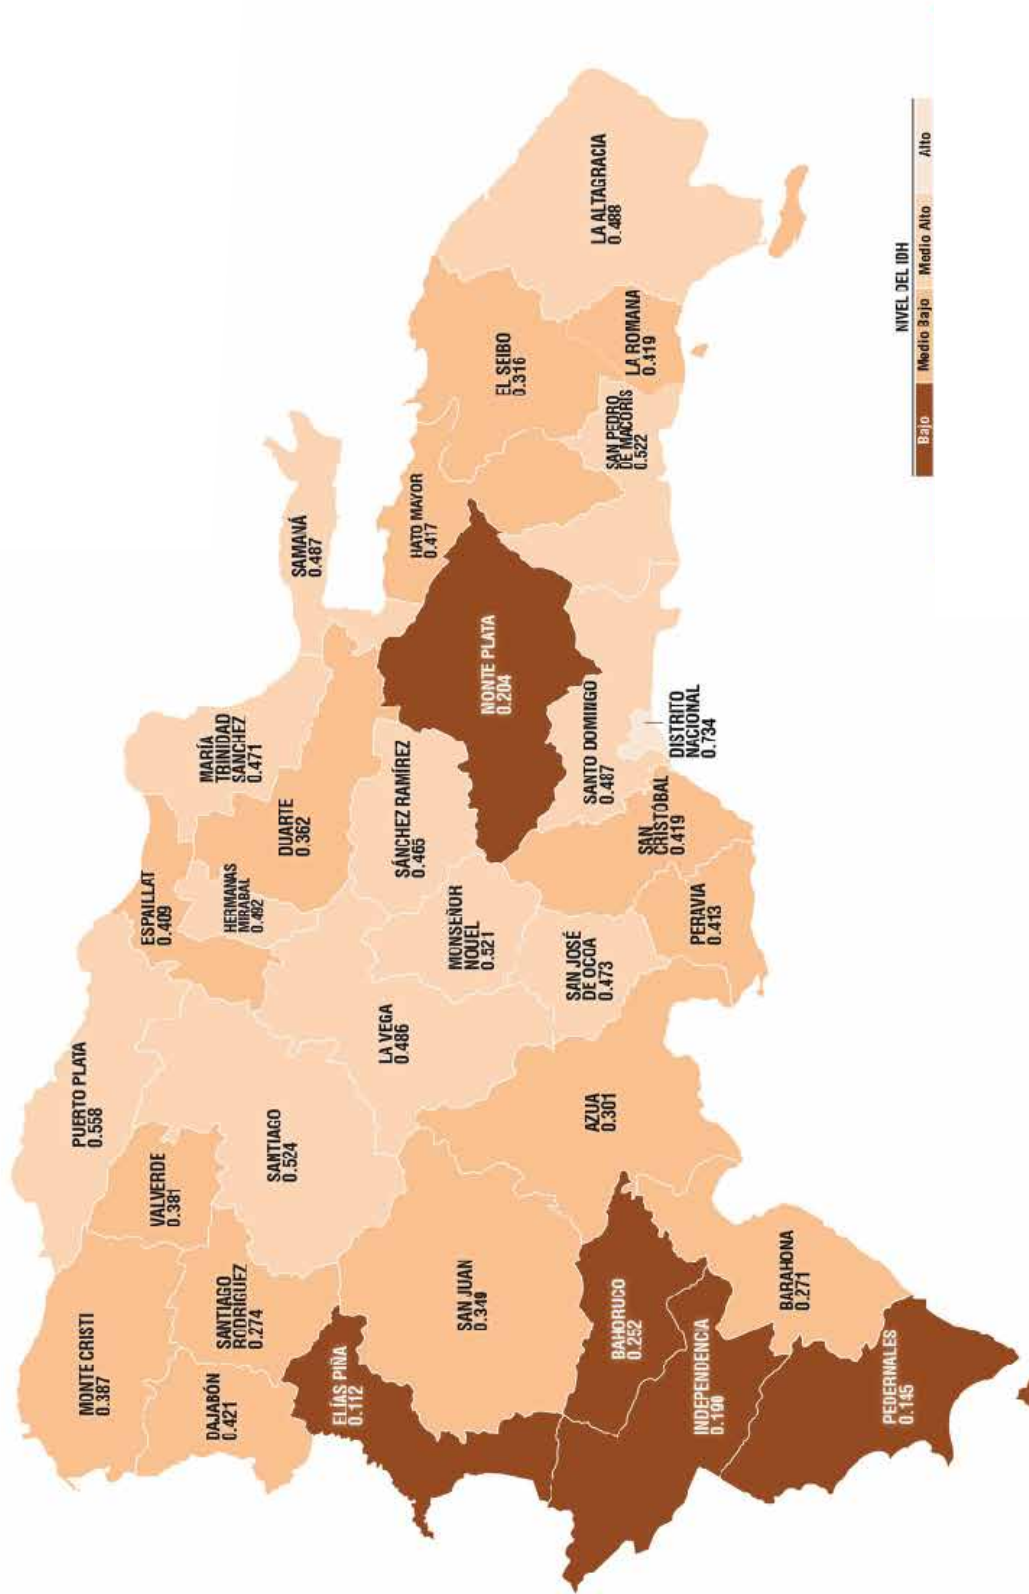 MONTE CRISTI
0.387
PUERTO PLATA
0.558
VALVERDE
0.381
DAJABÓN
0.421
SANTIAGO
RODRÍGUEZ
0.274
SANTIAGO
0.524
ESPAILLAT
0.409
HERMANAS
MIRABAL
0.492
MARÍA
TRINIDAD
SÁNCHEZ
0.471
DUARTE
0.362
SAMANÁ
0.487
ELÍAS PIÑA
0.112
SAN JUAN
0.349
LA VEGA
0.486
MONSEÑOR
NOUEL
0.521
SÁNCHEZ RAMÍREZ
0.465
MONTE PLATA
0.204
HATO MAYOR
0.417
EL SEIBO
0.316
LA ALTAGRACIA
0.488
BAHORUCO
0.252
INDEPENDENCIA
0.190
AZUA
0.301
SAN JOSÉ
DE OCOA
0.473
SANTO DOMINGO
0.487
SAN PEDRO
DE MACORÍS
0.522
LA ROMANA
0.419
SAN
CRISTÓBAL
0.419
DISTRITO
NACIONAL
0.734
PERAVIA
0.413
BARAHONA
0.271
PEDERNALES
0.145
NIVEL DEL IDH
Bajo
Medio Bajo
Medio Alto
Alto